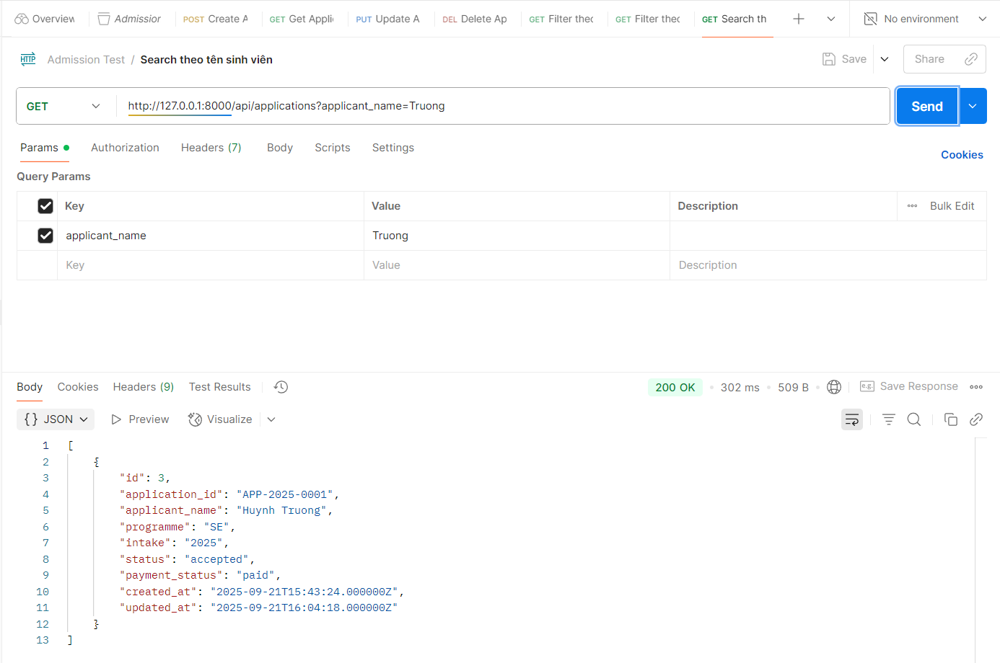 Overview Admission POST Create A GET Get Appli PUT Update A DEL Delete Ap GET Filter theo GET Filter theo GET Search th No environment
HTTP Admission Test / Search theo tên sinh viên Save Share
GET http://127.0.0.1:8000/api/applications?applicant_name=Truong Send
Params Authorization Headers (7) Body Scripts Settings Cookies
Query Params
Key Value Description Bulk Edit
applicant_name Truong
Key Value Description
Body Cookies Headers (9) Test Results 200 OK 302 ms 509 B e.g. Save Response
{} JSON Preview Visualize
1 [
2 {
3 "id": 3,
4 "application_id": "APP-2025-0001",
5 "applicant_name": "Huynh Truong",
6 "programme": "SE",
7 "intake": "2025",
8 "status": "accepted",
9 "payment_status": "paid",
10 "created_at": "2025-09-21T15:43:24.000000Z",
11 "updated_at": "2025-09-21T16:04:18.000000Z"
12 }
13 ]